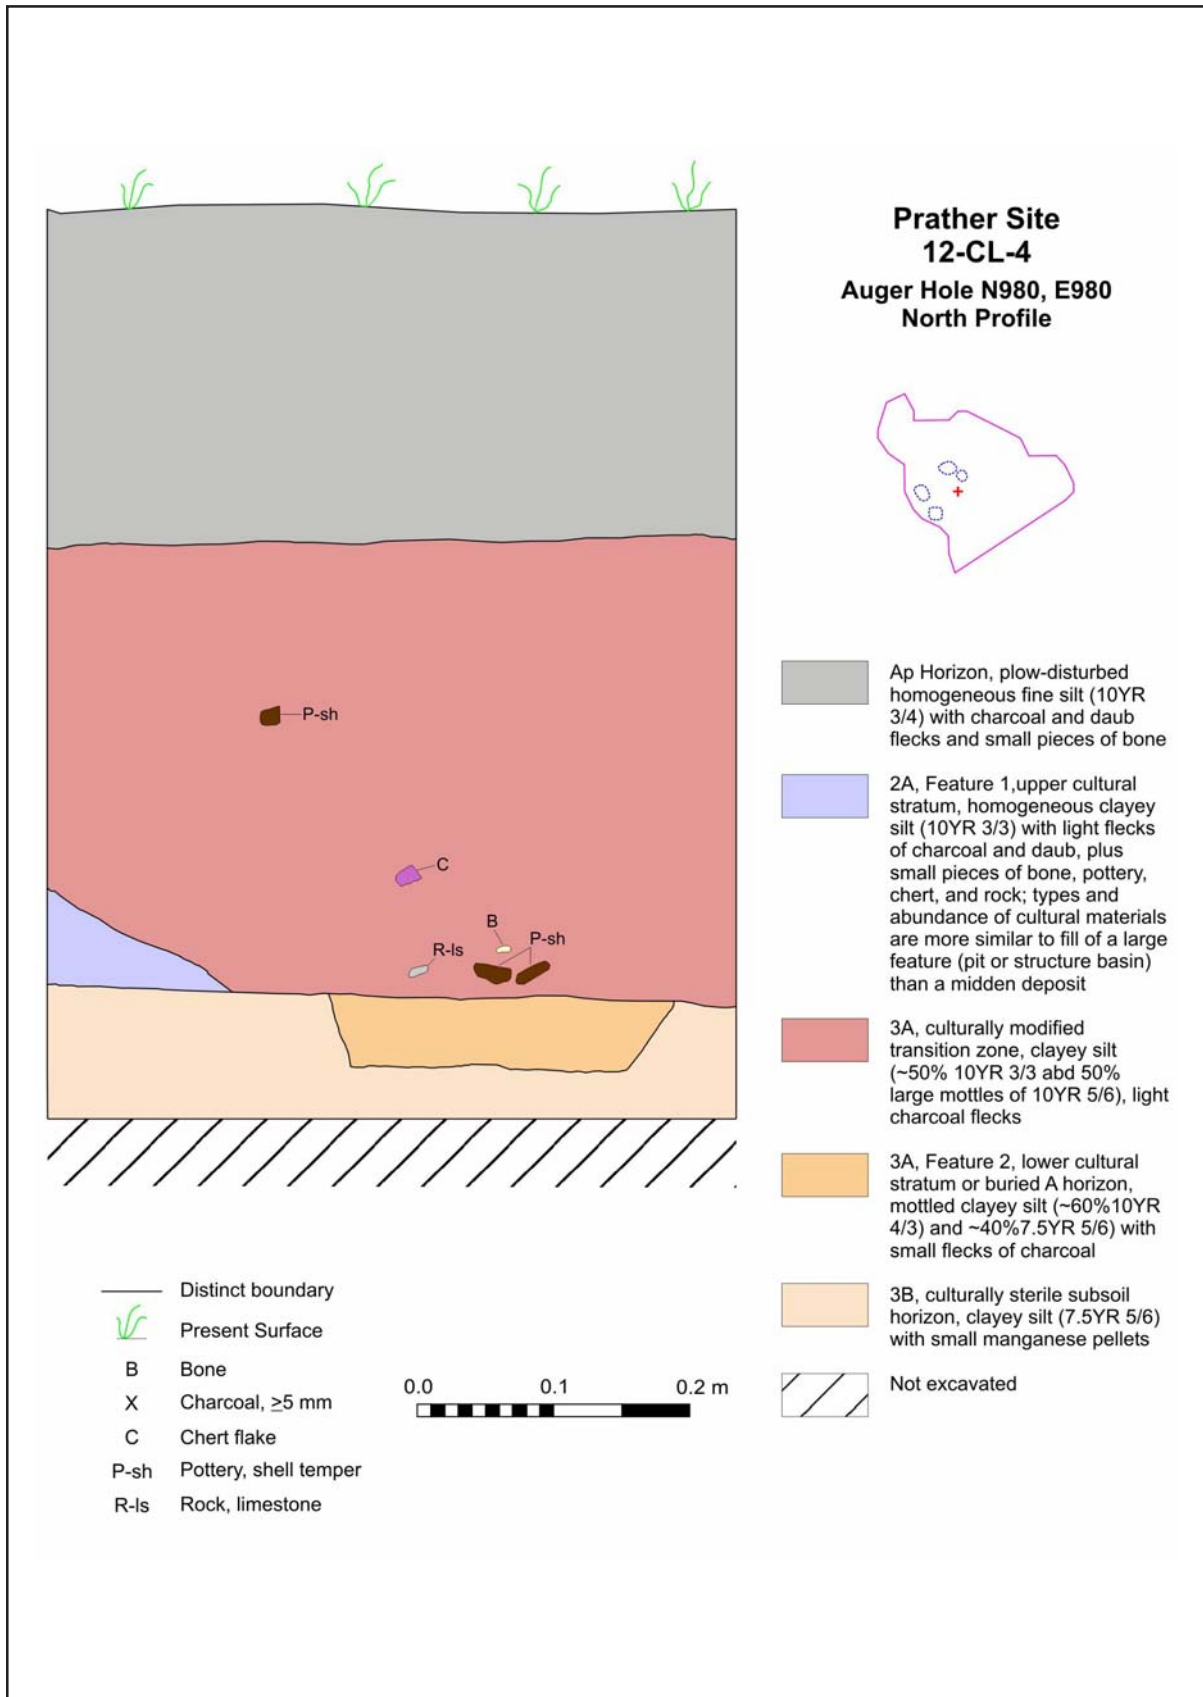 Prather Site
12-CL-4
Auger Hole N980, E980
North Profile
P-sh
C
B
P-sh
R-ls
Ap Horizon, plow-disturbed
homogeneous fine silt (10YR
3/4) with charcoal and daub
flecks and small pieces of bone
2A, Feature 1,upper cultural
stratum, homogeneous clayey
silt (10YR 3/3) with light flecks
of charcoal and daub, plus
small pieces of bone, pottery,
chert, and rock; types and
abundance of cultural materials
are more similar to fill of a large
feature (pit or structure basin)
than a midden deposit
3A, culturally modified
transition zone, clayey silt
(~50% 10YR 3/3 abd 50%
large mottles of 10YR 5/6), light
charcoal flecks
3A, Feature 2, lower cultural
stratum or buried A horizon,
mottled clayey silt (~60%10YR
4/3) and ~40%7.5YR 5/6) with
small flecks of charcoal
3B, culturally sterile subsoil
horizon, clayey silt (7.5YR 5/6)
with small manganese pellets
Not excavated
Distinct boundary
Present Surface
B Bone
X Charcoal, ≥5 mm
C Chert flake
P-sh Pottery, shell temper
R-ls Rock, limestone
0.0 0.1 0.2 m